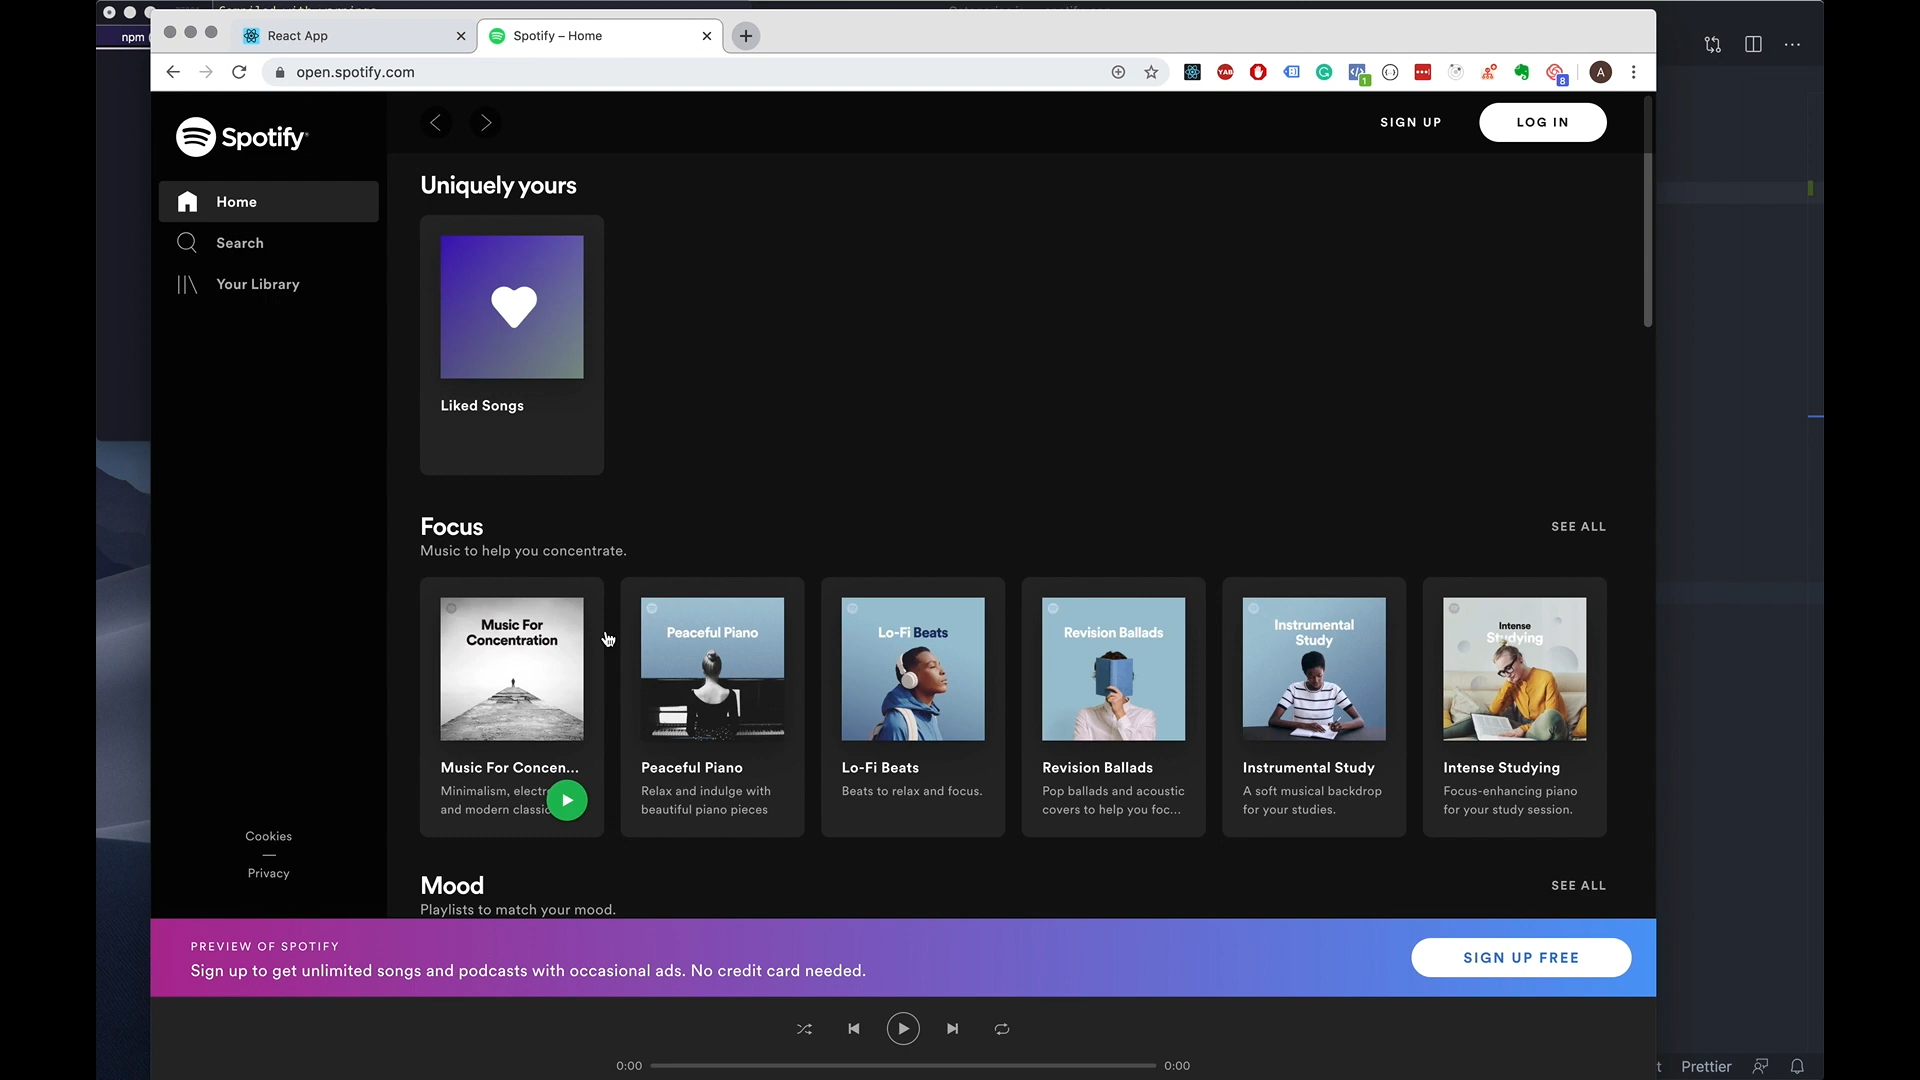 npm
React App
Spotify – Home
open.spotify.com
1
8
A
Spotify
SIGN UP
LOG IN
Home
Search
Your Library
Uniquely yours
Liked Songs
Focus
SEE ALL
Music to help you concentrate.
Music For
Concentration
Peaceful Piano
Lo-Fi Beats
Revision Ballads
Instrumental
Study
Intense
Studying
Music For Concen...
Minimalism, electr
and modern classic
Peaceful Piano
Relax and indulge with
beautiful piano pieces
Lo-Fi Beats
Beats to relax and focus.
Revision Ballads
Pop ballads and acoustic
covers to help you foc...
Instrumental Study
A soft musical backdrop
for your studies.
Intense Studying
Focus-enhancing piano
for your study session.
Mood
SEE ALL
Playlists to match your mood.
Cookies
Privacy
PREVIEW OF SPOTIFY
Sign up to get unlimited songs and podcasts with occasional ads. No credit card needed.
SIGN UP FREE
0:00
0:00
Prettier